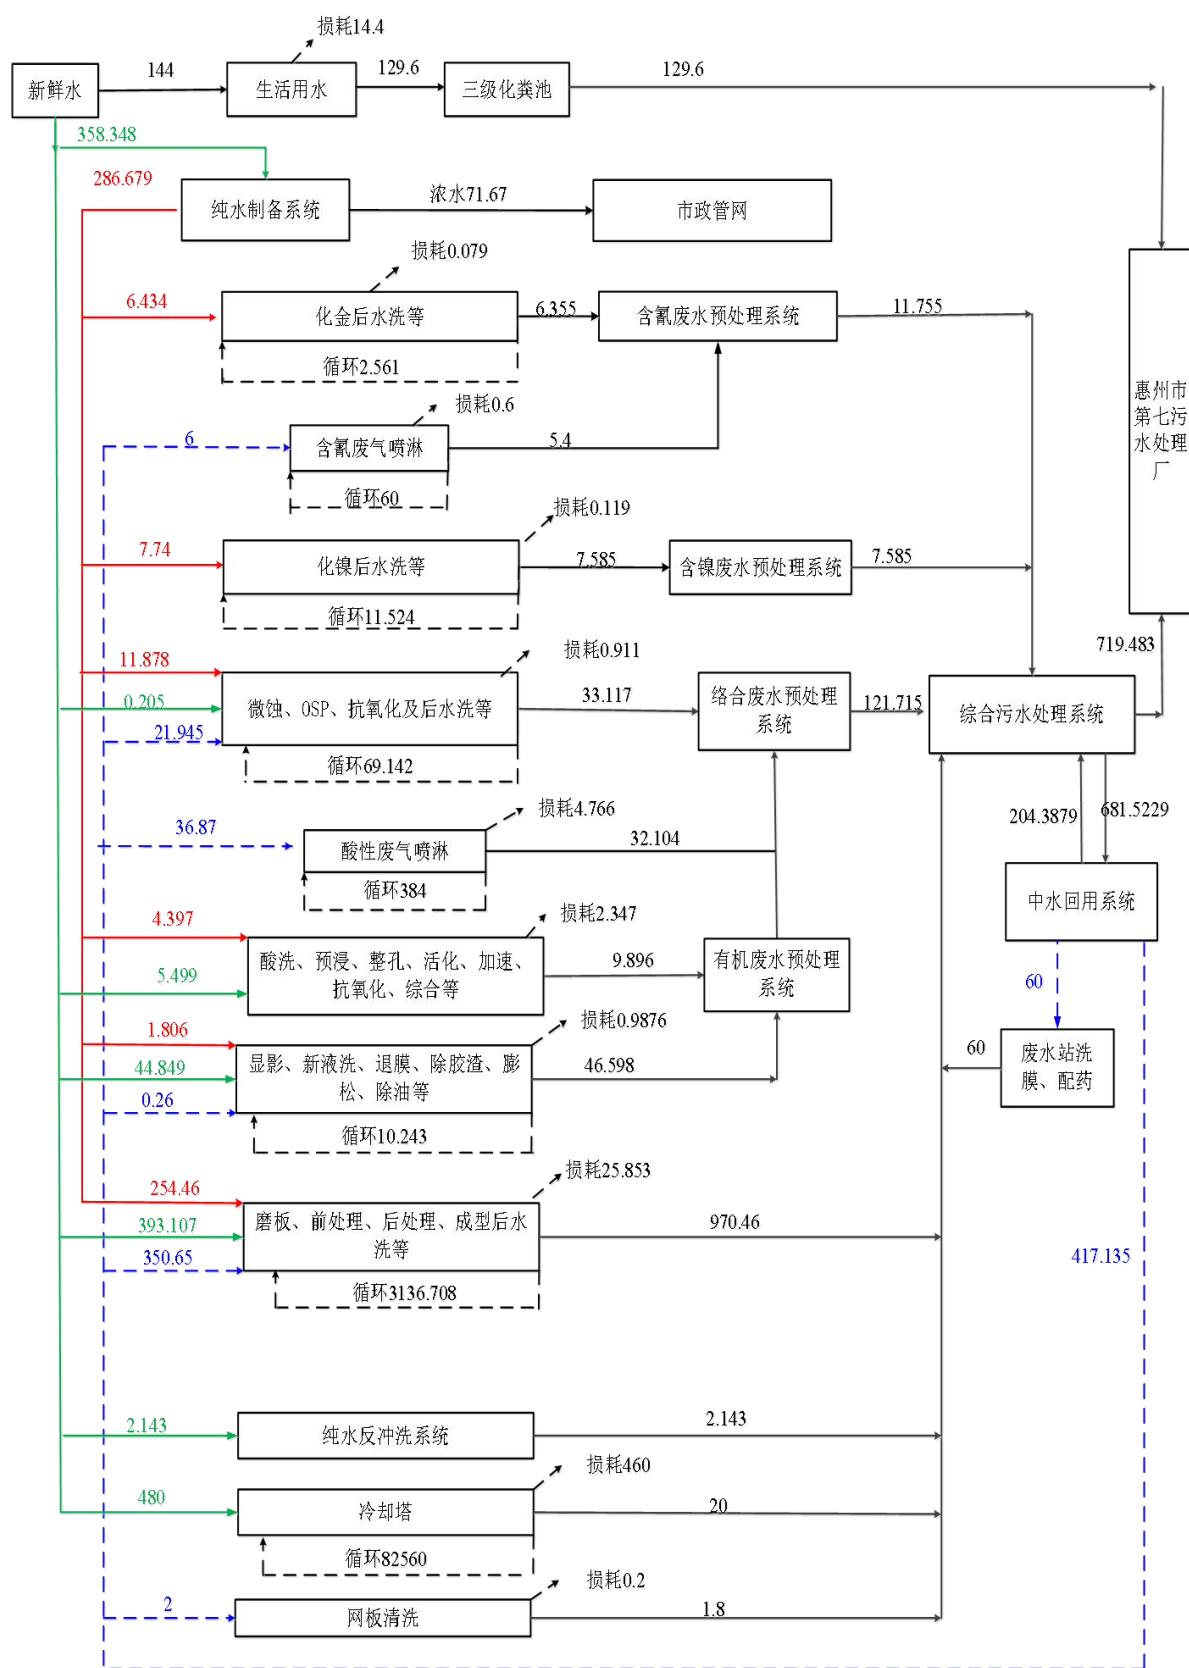 损耗14.4
新鲜水
144
生活用水
129.6
三级化粪池
129.6
358.348
286.679
纯水制备系统
浓水71.67
市政管网
损耗0.079
6.434
化金后水洗等
6.355
含氰废水预处理系统
11.755
循环2.561
惠州市
第七污
水处理
厂
损耗0.6
6
含氰废气喷淋
5.4
循环60
损耗0.119
7.74
化镍后水洗等
7.585
含镍废水预处理系统
7.585
循环11.524
719.483
损耗0.911
11.878
0.205
21.945
微蚀、OSP、抗氧化及后水洗等
33.117
络合废水预处理
系统
121.715
综合污水处理系统
循环69.142
损耗4.766
36.87
酸性废气喷淋
32.104
循环384
204.3879
681.5229
中水回用系统
损耗2.347
4.397
5.499
酸洗、预浸、整孔、活化、加速、
抗氧化、综合等
9.896
有机废水预处理
系统
60
损耗0.9876
1.806
44.849
0.26
显影、新液洗、退膜、除胶渣、膨
松、除油等
46.598
循环10.243
60
废水站洗
膜、配药
损耗25.853
254.46
393.107
350.65
磨板、前处理、后处理、成型后水
洗等
970.46
循环3136.708
417.135
2.143
纯水反冲洗系统
2.143
损耗460
480
冷却塔
20
循环82560
损耗0.2
2
网板清洗
1.8